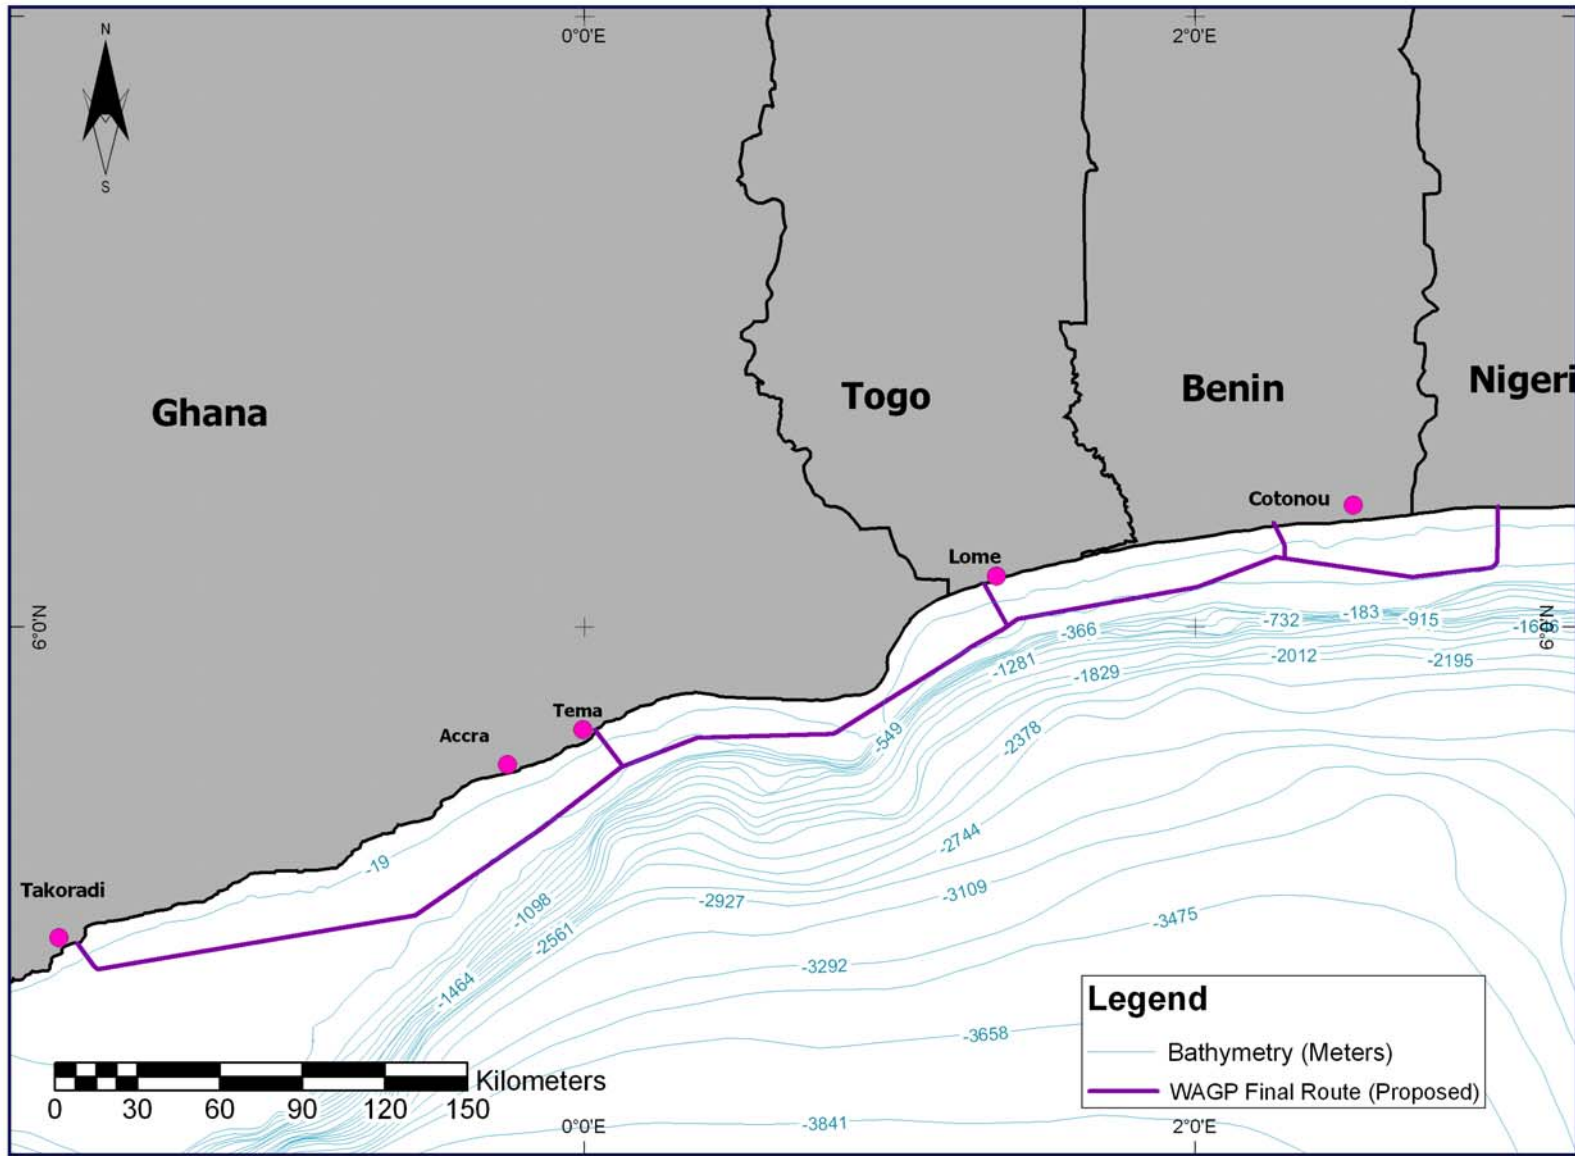 N
0°0'E
2°0'E
S
Ghana
Togo
Benin
Nigeri
Cotonou
Lome
6°0'N
6°0'N
-366
-732
-183
-915
-1281
-1829
-2012
-2195
Tema
Accra
-549
-2378
-19
-2744
Takoradi
-1098
-2927
-3109
-3475
-2561
-3292
-1464
-3658
Legend
Bathymetry (Meters)
WAGP Final Route (Proposed)
Kilometers
0 30 60 90 120 150
0°0'E
-3841
2°0'E